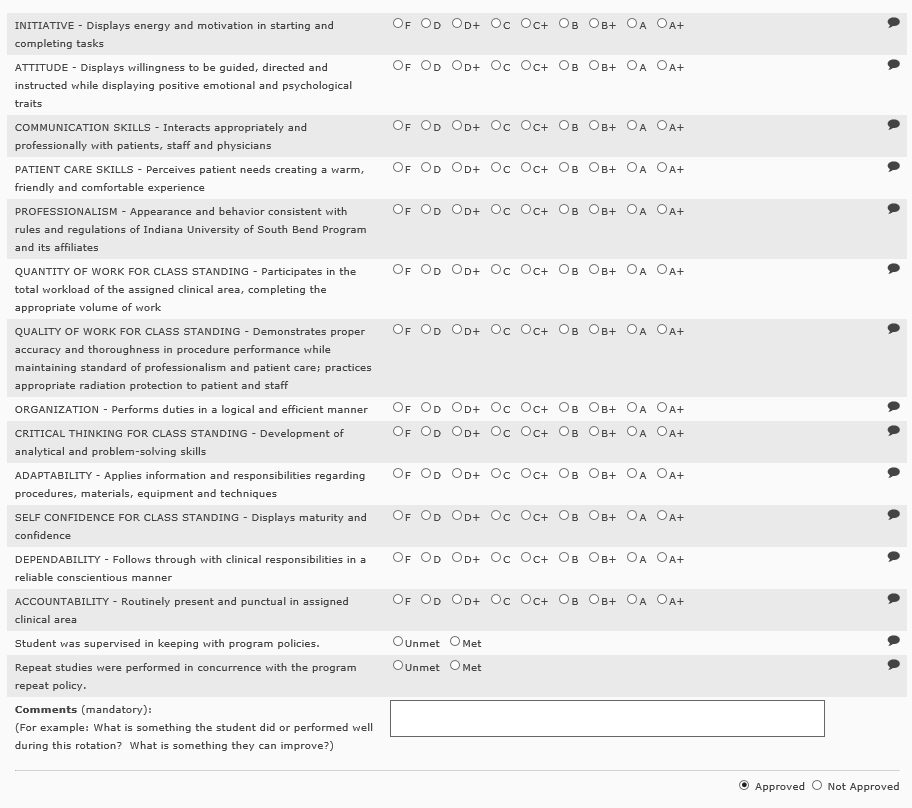 INITIATIVE - Displays energy and motivation in starting and F D D+ C C+ B B+ A A+
completing tasks
ATTITUDE - Displays willingness to be guided, directed and F D D+ C C+ B B+ A A+
instructed while displaying positive emotional and psychological
traits
COMMUNICATION SKILLS - Interacts appropriately and F D D+ C C+ B B+ A A+
professionally with patients, staff and physicians
PATIENT CARE SKILLS - Perceives patient needs creating a warm, F D D+ C C+ B B+ A A+
friendly and comfortable experience
PROFESSIONALISM - Appearance and behavior consistent with F D D+ C C+ B B+ A A+
rules and regulations of Indiana University of South Bend Program
and its affiliates
QUANTITY OF WORK FOR CLASS STANDING - Participates in the F D D+ C C+ B B+ A A+
total workload of the assigned clinical area, completing the
appropriate volume of work
QUALITY OF WORK FOR CLASS STANDING - Demonstrates proper F D D+ C C+ B B+ A A+
accuracy and thoroughness in procedure performance while
maintaining standard of professionalism and patient care; practices
appropriate radiation protection to patient and staff
ORGANIZATION - Performs duties in a logical and efficient manner F D D+ C C+ B B+ A A+
CRITICAL THINKING FOR CLASS STANDING - Development of F D D+ C C+ B B+ A A+
analytical and problem-solving skills
ADAPTABILITY - Applies information and responsibilities regarding F D D+ C C+ B B+ A A+
procedures, materials, equipment and techniques
SELF CONFIDENCE FOR CLASS STANDING - Displays maturity and F D D+ C C+ B B+ A A+
confidence
DEPENDABILITY - Follows through with clinical responsibilities in a F D D+ C C+ B B+ A A+
reliable conscientious manner
ACCOUNTABILITY - Routinely present and punctual in assigned F D D+ C C+ B B+ A A+
clinical area
Student was supervised in keeping with program policies. Unmet Met
Repeat studies were performed in concurrence with the program Unmet Met
repeat policy.
Comments (mandatory):
(For example: What is something the student did or performed well
during this rotation? What is something they can improve?)
Approved Not Approved